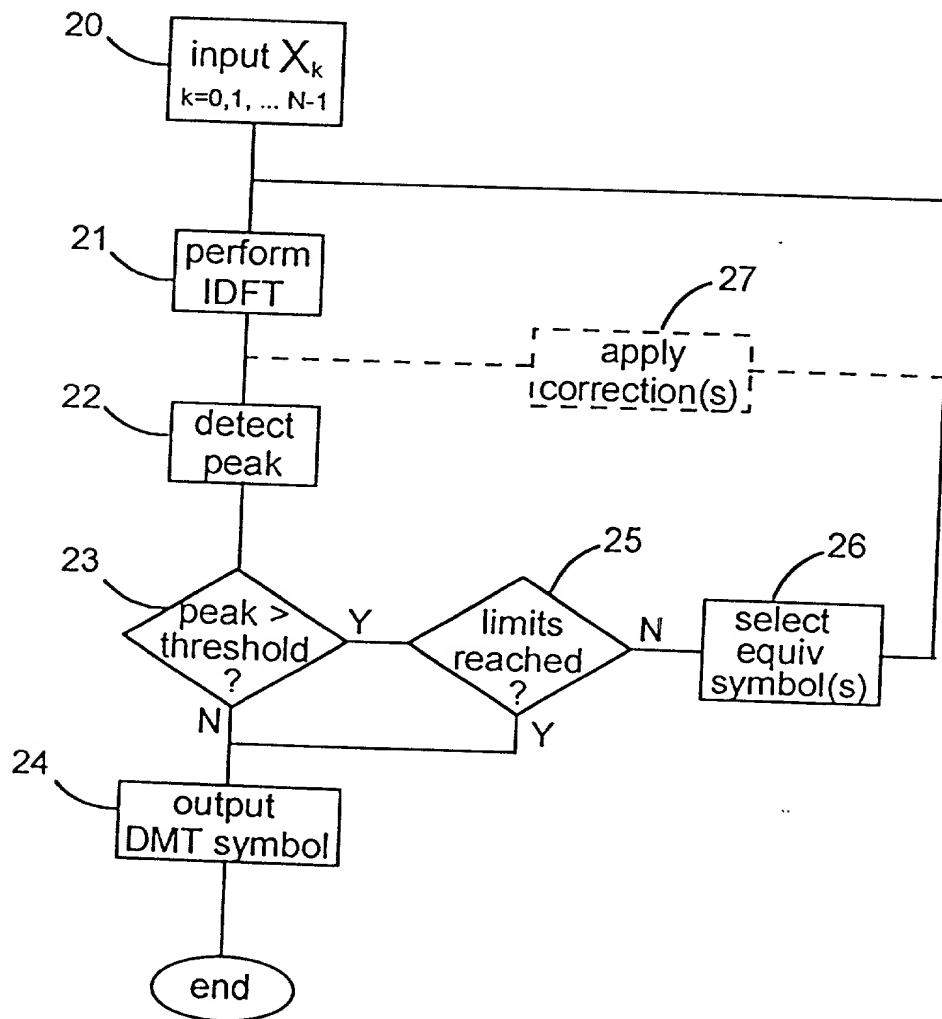 20
input Xk
k=0,1, ... N-1
21
perform
IDFT
27
apply
correction(s)
22
detect
peak
23
peak >
threshold
?
Y
N
25
limits
reached
?
N
Y
26
select
equiv
symbol(s)
24
output
DMT symbol
end